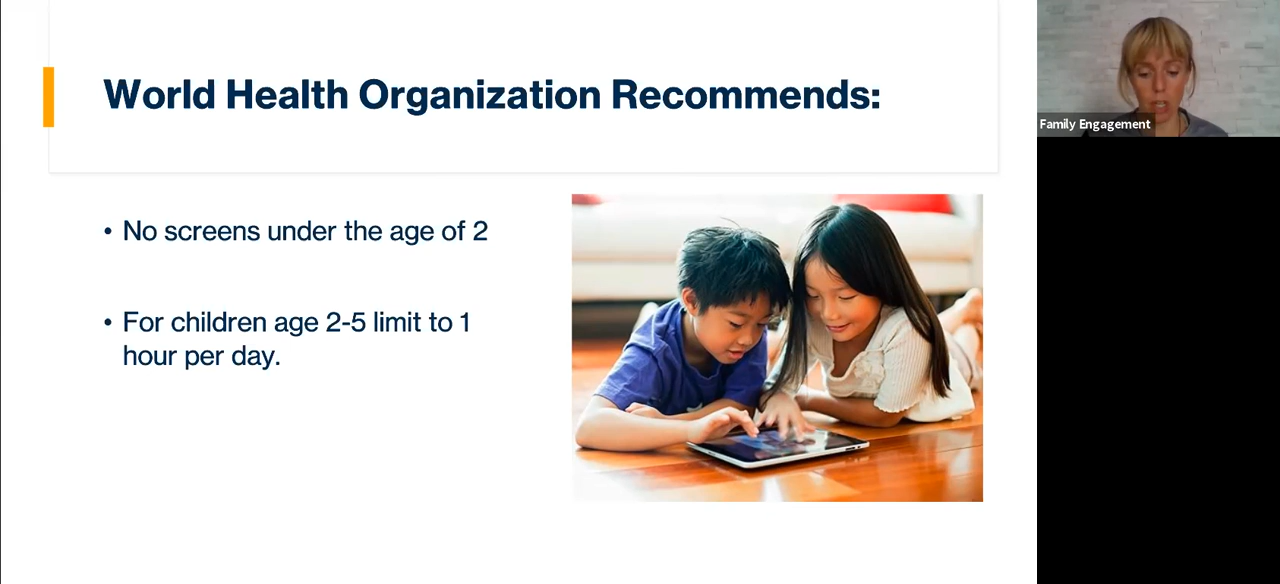 World Health Organization Recommends:
• No screens under the age of 2
• For children age 2-5 limit to 1
hour per day.
Family Engagement